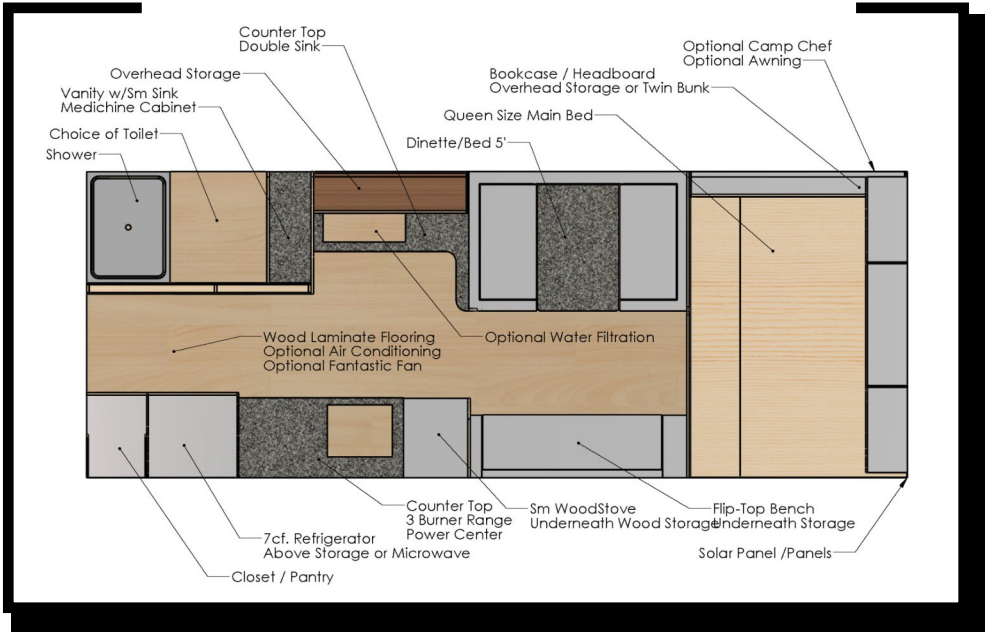 Counter Top
Double Sink
Optional Camp Chef
Optional Awning
Overhead Storage
Bookcase / Headboard
Overhead Storage or Twin Bunk
Vanity w/Sm Sink
Medichine Cabinet
Queen Size Main Bed
Choice of Toilet
Dinette/Bed 5'
Shower
Wood Laminate Flooring
Optional Air Conditioning
Optional Fantastic Fan
Optional Water Filtration
Counter Top
3 Burner Range
Power Center
Sm WoodStove
Underneath Wood Storage
Flip-Top Bench
Underneath Storage
7cf. Refrigerator
Above Storage or Microwave
Solar Panel /Panels
Closet / Pantry